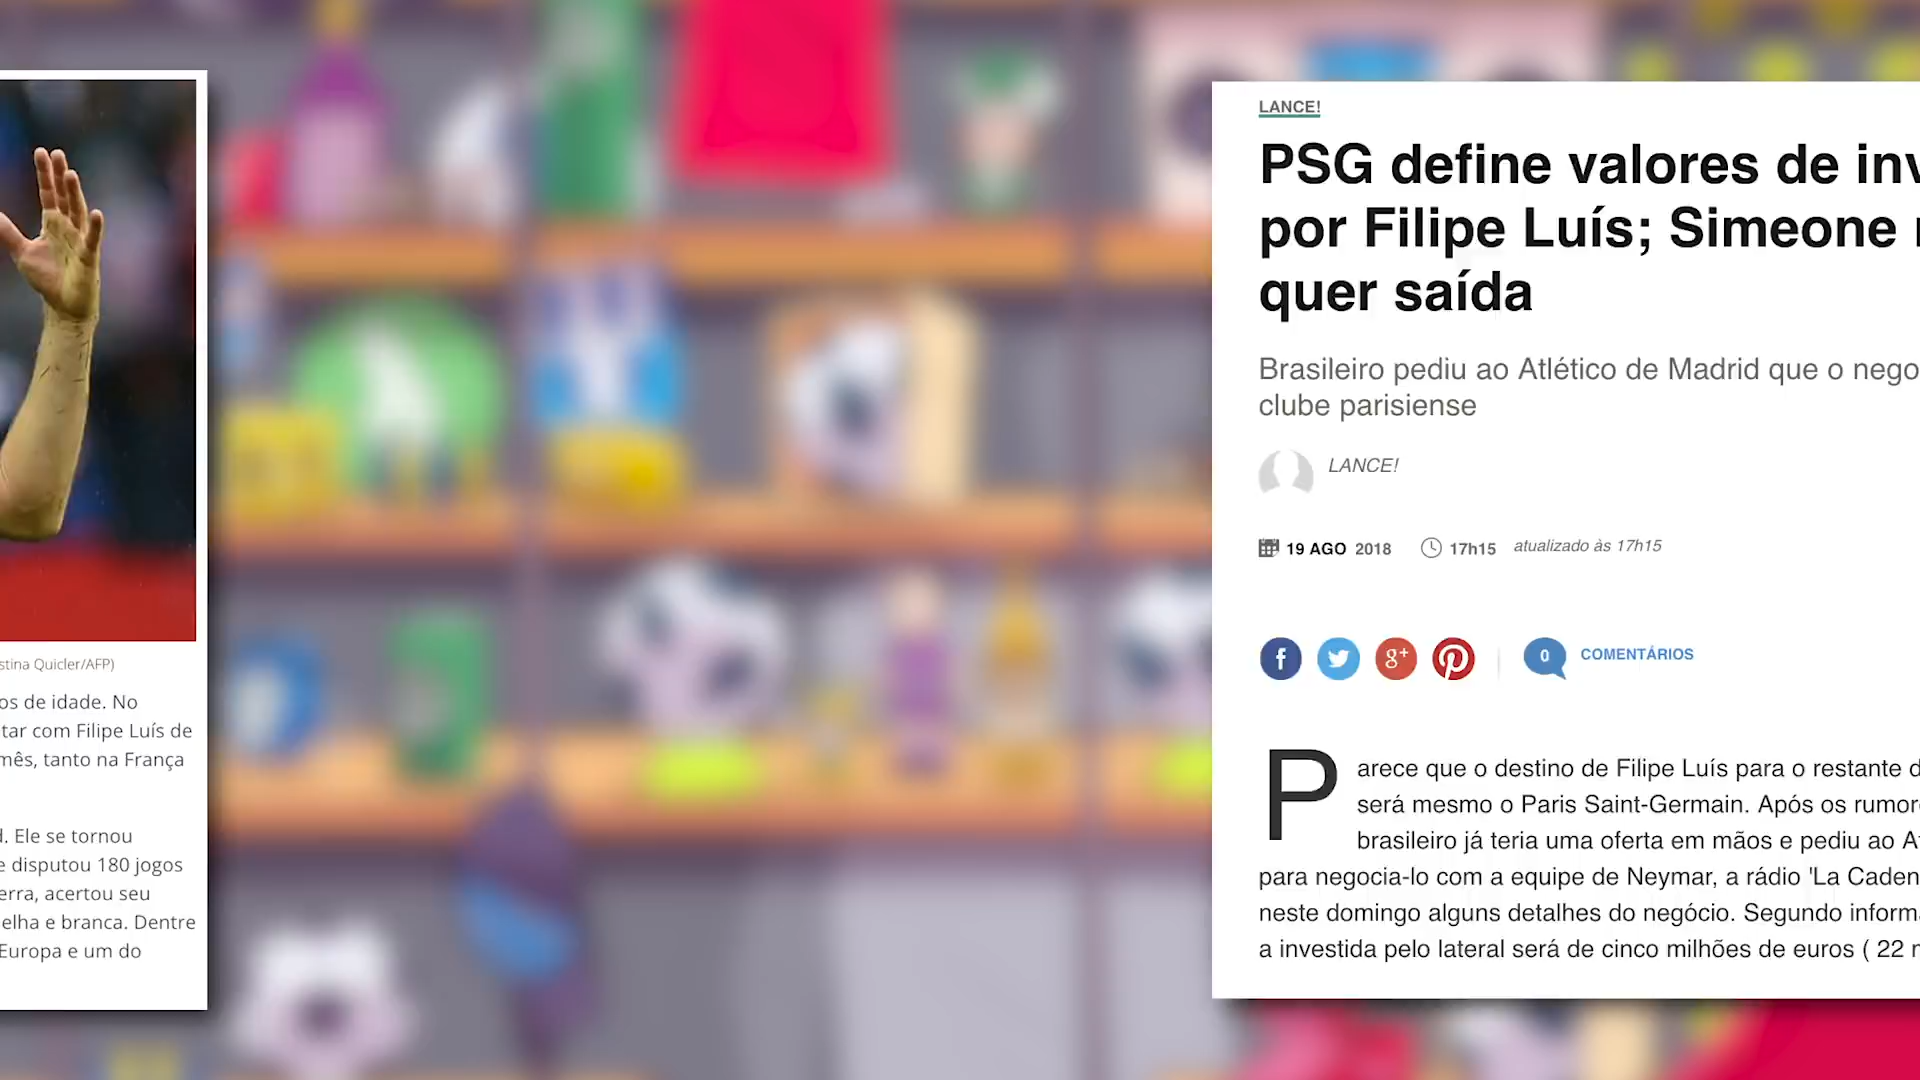 stina Quicler/AFP)
os de idade. No
tar com Filipe Luís de
mês, tanto na França
. Ele se tornou
e disputou 180 jogos
erra, acertou seu
elha e branca. Dentre
Europa e um do
LANCE!
PSG define valores de inv
por Filipe Luís; Simeone
quer saída
Brasileiro pediu ao Atlético de Madrid que o nego
clube parisiense
LANCE!
19 AGO 2018 17h15 atualizado às 17h15
f g+ 0 COMENTÁRIOS
Parece que o destino de Filipe Luís para o restante d
será mesmo o Paris Saint-Germain. Após os rumor
brasileiro já teria uma oferta em mãos e pediu ao A
para negocia-lo com a equipe de Neymar, a rádio 'La Caden
neste domingo alguns detalhes do negócio. Segundo inform
a investida pelo lateral será de cinco milhões de euros ( 22